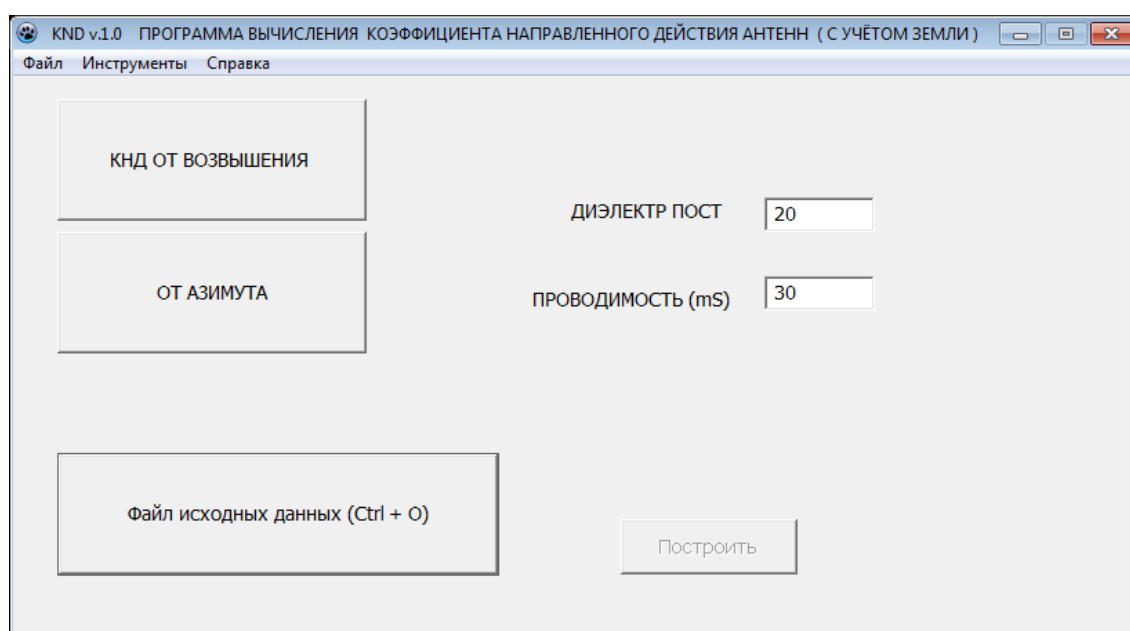 KND v.1.0 ПРОГРАММА ВЫЧИСЛЕНИЯ КОЭФФИЦИЕНТА НАПРАВЛЕННОГО ДЕЙСТВИЯ АНТЕНН ( С УЧЁТОМ ЗЕМЛИ )
Файл Инструменты Справка
КНД ОТ ВОЗВЫШЕНИЯ
ДИЭЛЕКТР ПОСТ 20
ОТ АЗИМУТА
ПРОВОДИМОСТЬ (mS) 30
Файл исходных данных (Ctrl + O)
Построить